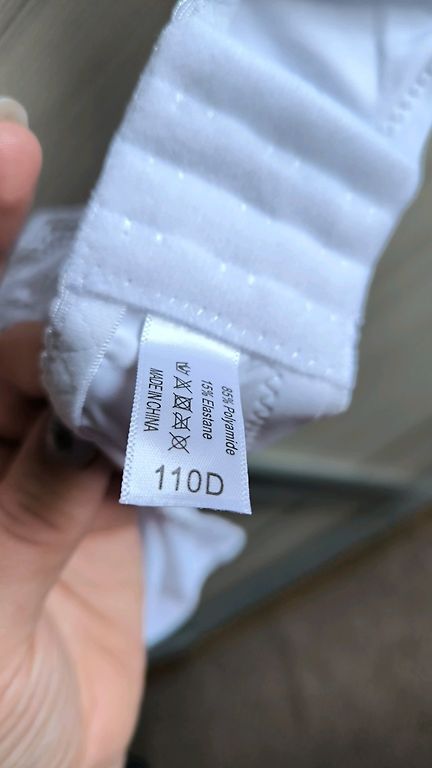 85% Polyamide
15% Elastane
MADE IN CHINA
110D